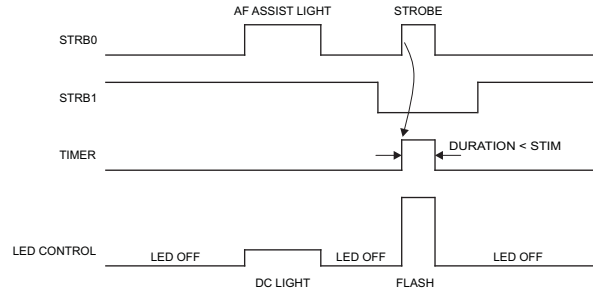 AF ASSIST LIGHT STROBE
STRB0
STRB1
TIMER
DURATION < STIM
LED CONTROL
LED OFF LED OFF LED OFF
DC LIGHT FLASH